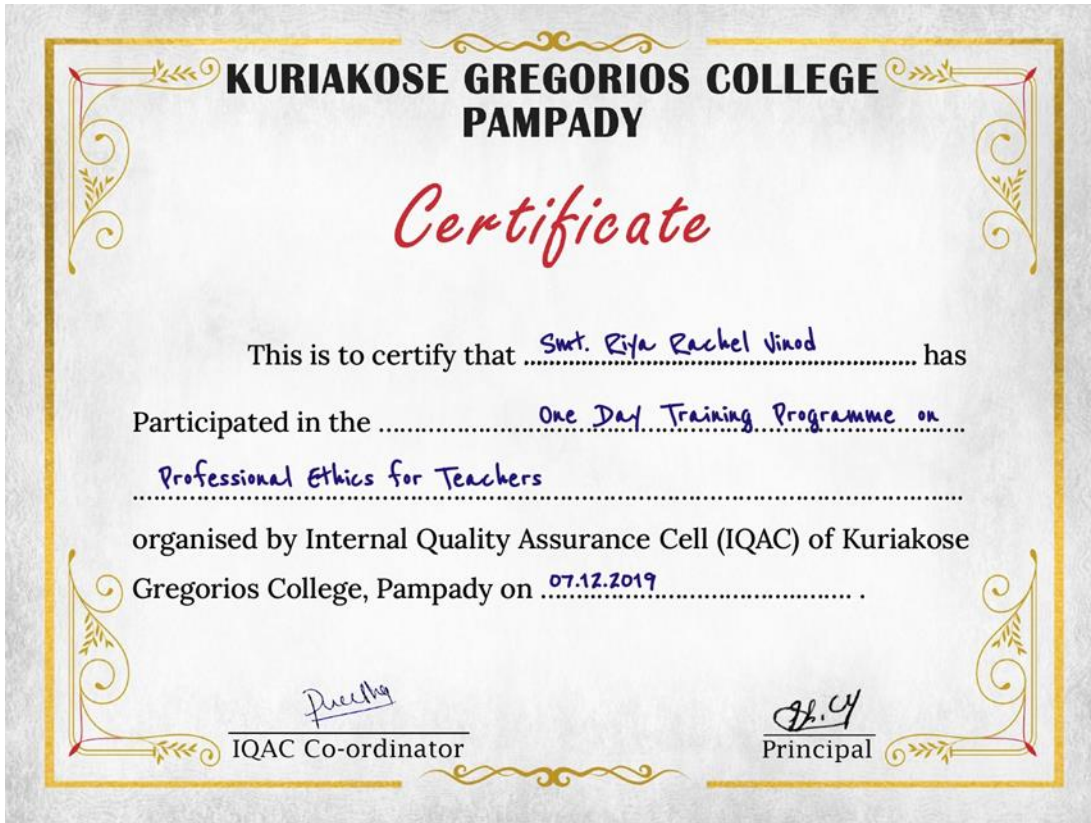 KURIAKOSE GREGORIOS COLLEGE
PAMPADY
Certificate
This is to certify that Smt. Riya Rachel Vinod has
Participated in the One Day Training Programme on
Professional Ethics for Teachers
organised by Internal Quality Assurance Cell (IQAC) of Kuriakose
Gregorios College, Pampady on 07.12.2019 .
IQAC Co-ordinator Principal